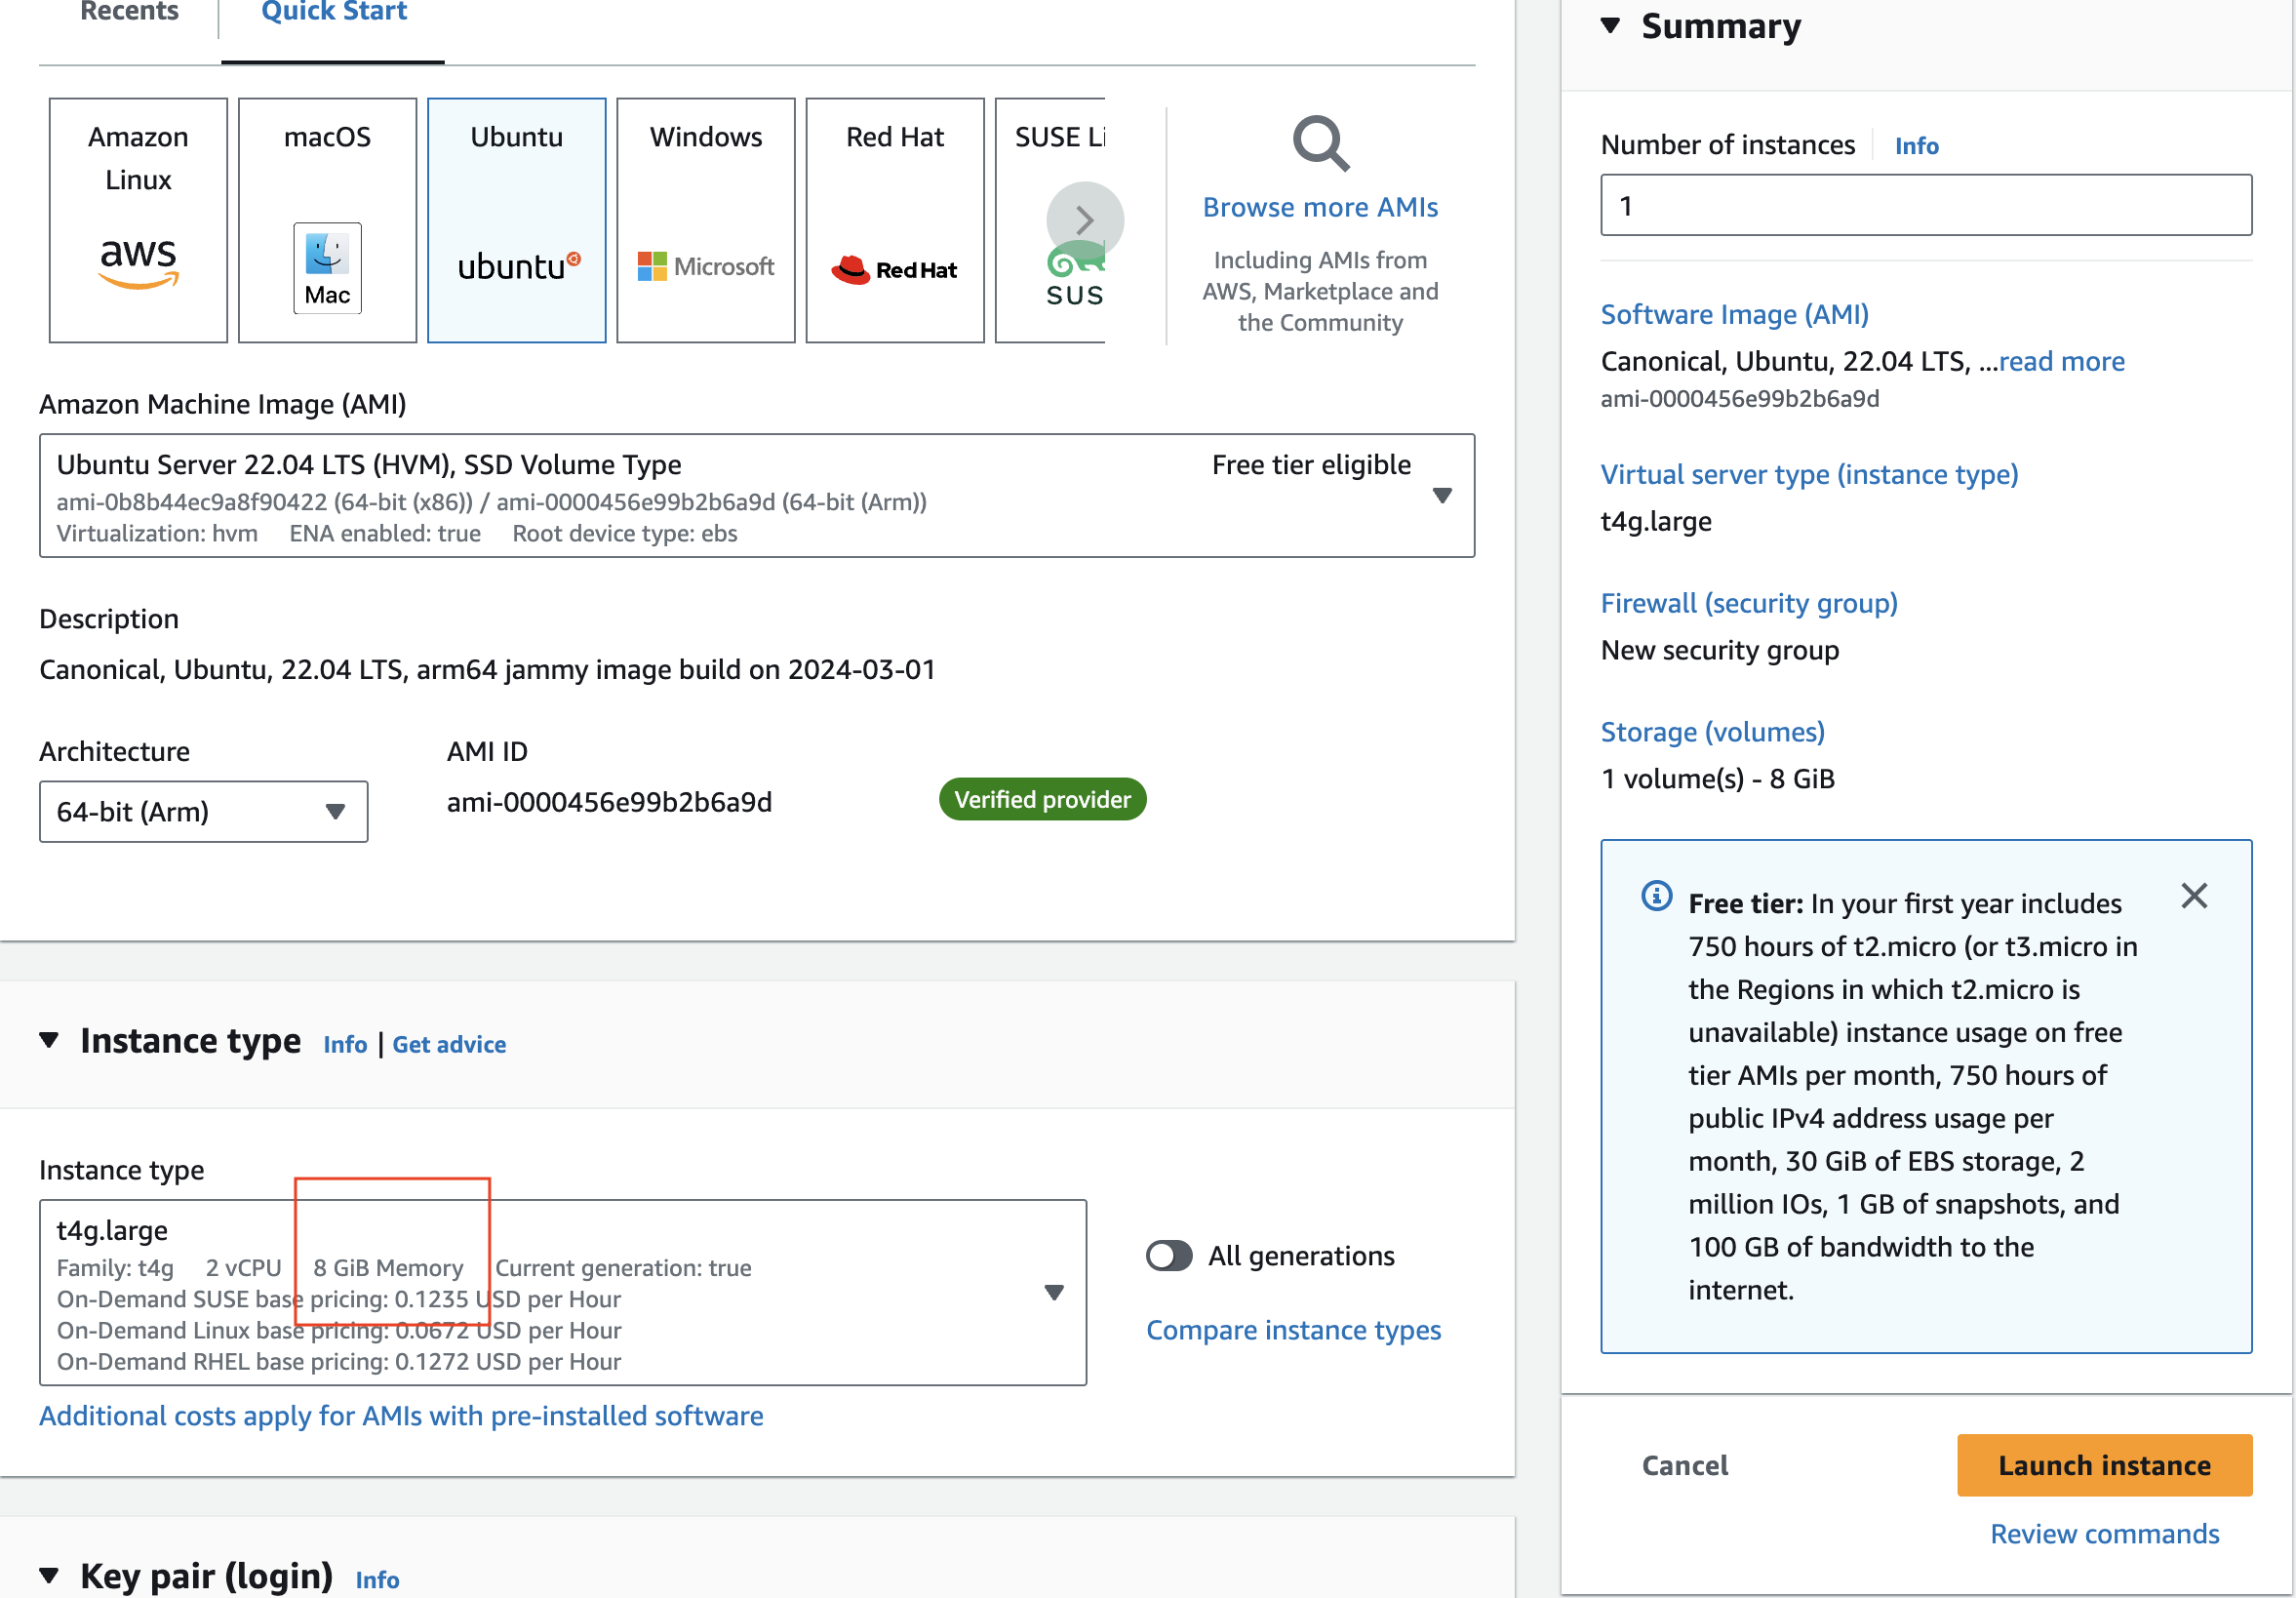 Recents
Quick Start
Amazon
Linux
aws
macOS
Mac
Ubuntu
ubuntu
Windows
Microsoft
Red Hat
Red Hat
SUSE Li
SUS
Browse more AMIs
Including AMIs from
AWS, Marketplace and
the Community
Amazon Machine Image (AMI)
Ubuntu Server 22.04 LTS (HVM), SSD Volume Type
Free tier eligible
ami-0b8b44ec9a8f90422 (64-bit (x86)) / ami-0000456e99b2b6a9d (64-bit (Arm))
Virtualization: hvm ENA enabled: true Root device type: ebs
Description
Canonical, Ubuntu, 22.04 LTS, arm64 jammy image build on 2024-03-01
Architecture
64-bit (Arm)
AMI ID
ami-0000456e99b2b6a9d
Verified provider
Instance type Info | Get advice
Instance type
t4g.large
Family: t4g 2 vCPU 8 GiB Memory Current generation: true
On-Demand SUSE base pricing: 0.1235 USD per Hour
On-Demand Linux base pricing: 0.0672 USD per Hour
On-Demand RHEL base pricing: 0.1272 USD per Hour
All generations
Compare instance types
Additional costs apply for AMIs with pre-installed software
Key pair (login) Info
Summary
Number of instances Info
1
Software Image (AMI)
Canonical, Ubuntu, 22.04 LTS, ...read more
ami-0000456e99b2b6a9d
Virtual server type (instance type)
t4g.large
Firewall (security group)
New security group
Storage (volumes)
1 volume(s) - 8 GiB
Free tier: In your first year includes
750 hours of t2.micro (or t3.micro in
the Regions in which t2.micro is
unavailable) instance usage on free
tier AMIs per month, 750 hours of
public IPv4 address usage per
month, 30 GiB of EBS storage, 2
million IOs, 1 GB of snapshots, and
100 GB of bandwidth to the
internet.
Cancel
Launch instance
Review commands